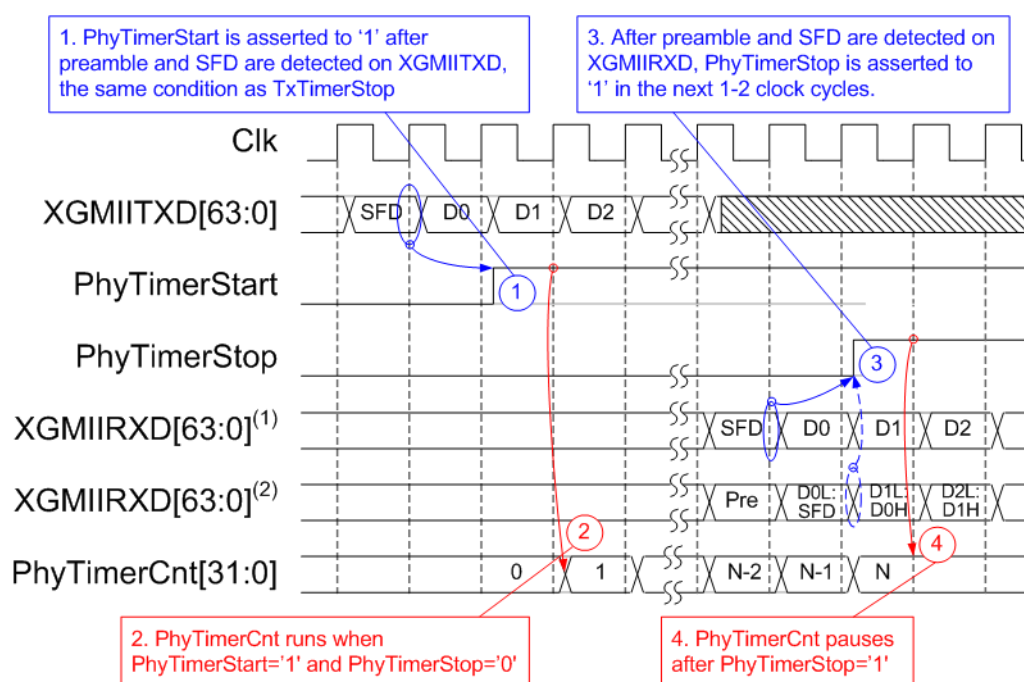 1. PhyTimerStart is asserted to ‘1’ after
preamble and SFD are detected on XGMIITXD,
the same condition as TxTimerStop
3. After preamble and SFD are detected on
XGMIIRXD, PhyTimerStop is asserted to
‘1’ in the next 1-2 clock cycles.
Clk
XGMIITXD[63:0]
SFD D0 D1 D2
PhyTimerStart
1
PhyTimerStop
3
XGMIIRXD[63:0](1)
SFD D0 D1 D2
XGMIIRXD[63:0](2)
Pre D0L: D1L: D2L:
SFD D0H D1H
2
4
PhyTimerCnt[31:0]
0 1 N-2 N-1 N
2. PhyTimerCnt runs when
PhyTimerStart='1' and PhyTimerStop='0'
4. PhyTimerCnt pauses
after PhyTimerStop='1'